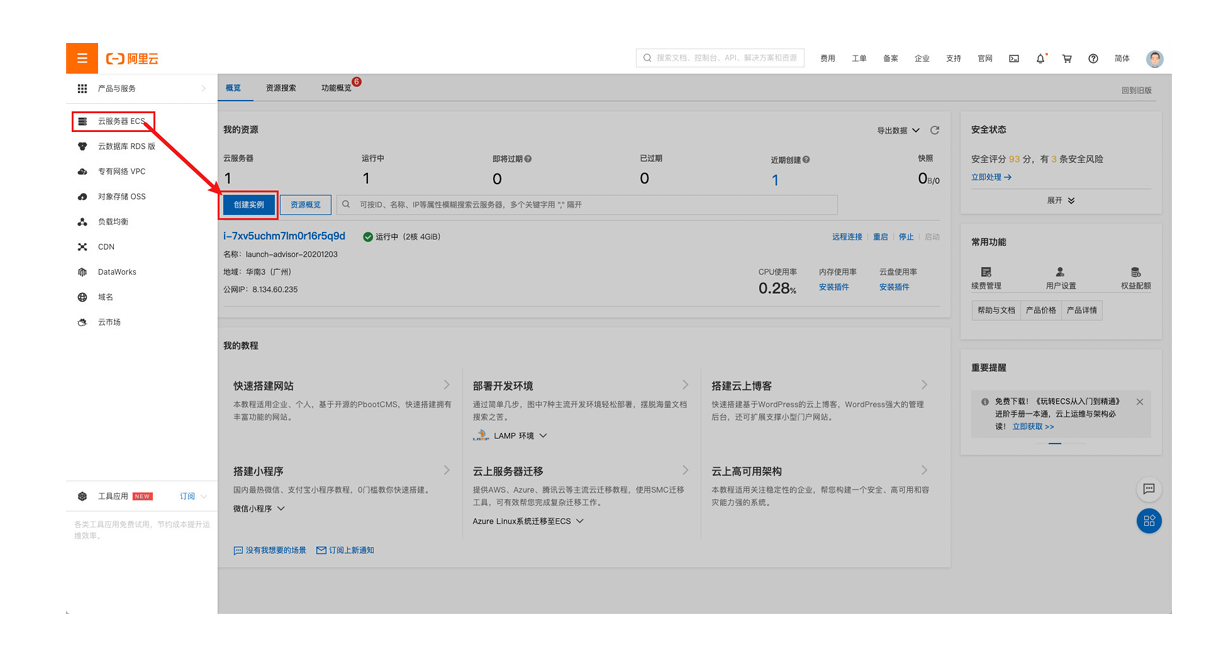 阿里云
搜索文档、控制台、API、解决方案和资源
费用 工单 备案 企业 支持 官网 简体
产品与服务
云服务器 ECS
云数据库 RDS 版
专有网络 VPC
对象存储 OSS
负载均衡
CDN
DataWorks
域名
云市场
工具应用 NEW 订阅
各类工具应用免费试用，节约成本提升运
维效率。
概览 资源搜索 功能概览 6
回到旧版
我的资源
导出数据
云服务器 运行中 即将过期 已过期 近期创建 快照
1 1 0 0 1 0B/0
创建实例 资源概览 可按ID、名称、IP等属性模糊搜索云服务器，多个关键字用 "," 隔开
i-7xv5uchm7lm0r16r5q9d 运行中 (2核 4GiB)
远程连接 重启 停止 启动
名称: launch-advisor-20201203
地域: 华南3 (广州)
公网IP: 8.134.60.235
CPU使用率 内存使用率 云盘使用率
0.28% 安装插件 安装插件
我的教程
快速搭建网站
本教程适用企业、个人，基于开源的PbootCMS，快速搭建拥有
丰富功能的网站。
部署开发环境
通过简单几步，图中7种主流开发环境轻松部署，摆脱海量文档
搜索之苦。
LAMP 环境
搭建云上博客
快速搭建基于WordPress的云上博客，WordPress强大的管理
后台，还可扩展支撑小型门户网站。
搭建小程序
国内最热微信、支付宝小程序教程，0门槛教你快速搭建。
微信小程序
云上服务器迁移
提供AWS、Azure、腾讯云等主流云迁移教程，使用SMC迁移
工具，可有效帮您完成复杂迁移工作。
Azure Linux系统迁移至ECS
云上高可用架构
本教程适用关注稳定性的企业，帮您构建一个安全、高可用和容
灾能力强的系统。
没有我想要的场景 订阅上新通知
安全状态
安全评分 93 分，有 3 条安全风险
立即处理
展开
常用功能
续费管理 用户设置 权益配额
帮助与文档 产品价格 产品详情
重要提醒
免费下载！《玩转ECS从入门到精通》
进阶手册一本通，云上运维与架构必
读！ 立即获取 >>